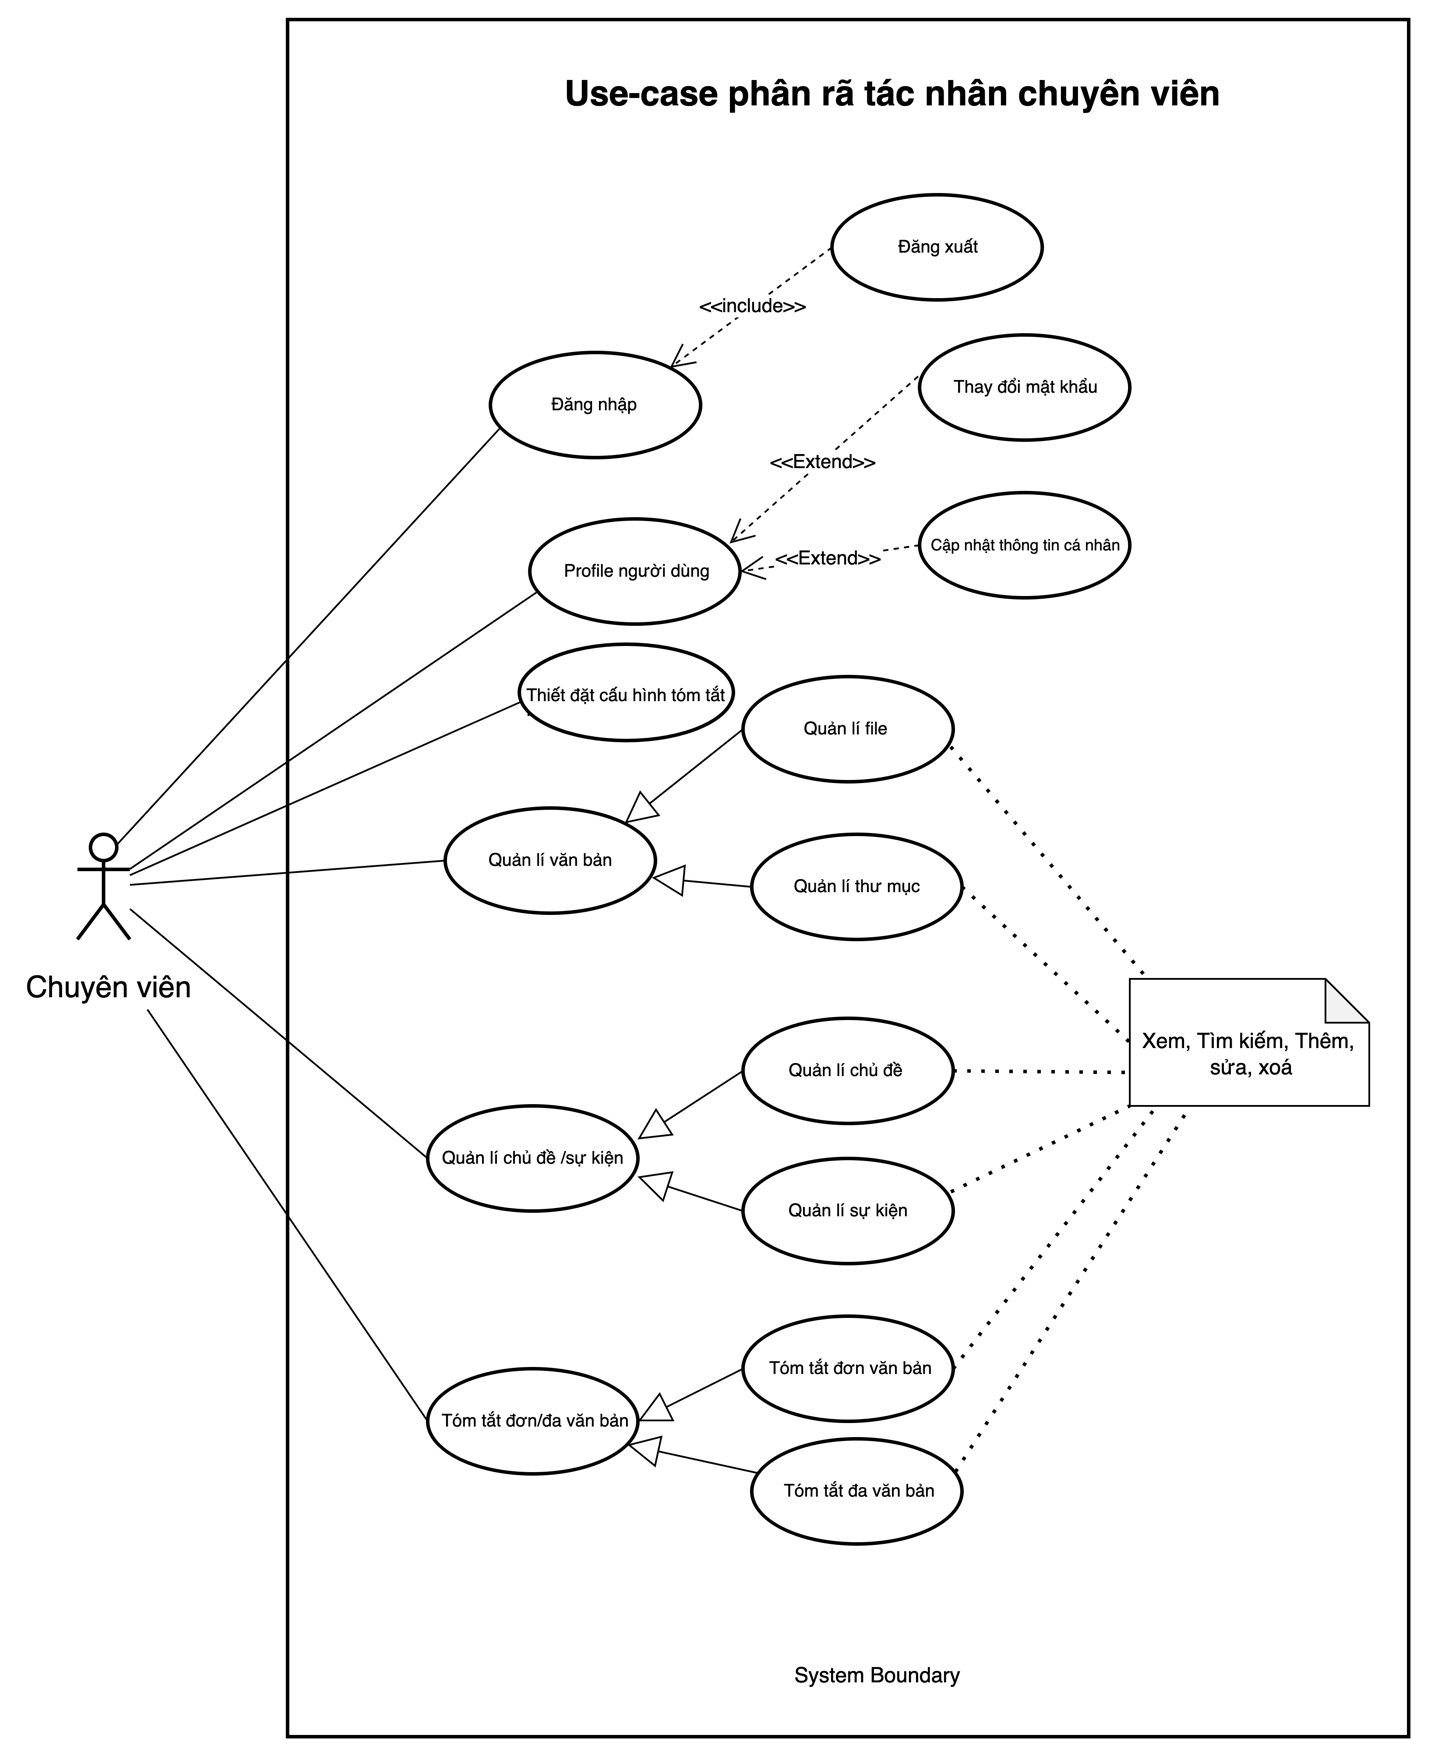 Use-case phân rã tác nhân chuyên viên
Đăng xuất
<<include>>
Thay đổi mật khẩu
Đăng nhập
<<Extend>>
Cập nhật thông tin cá nhân
<<Extend>>
Profile người dùng
Thiết đặt cấu hình tóm tắt
Quản lí file
Quản lí văn bản
Quản lí thư mục
Chuyên viên
Xem, Tìm kiếm, Thêm,
sửa, xoá
Quản lí chủ đề
Quản lí chủ đề /sự kiện
Quản lí sự kiện
Tóm tắt đơn văn bản
Tóm tắt đơn/đa văn bản
Tóm tắt đa văn bản
System Boundary